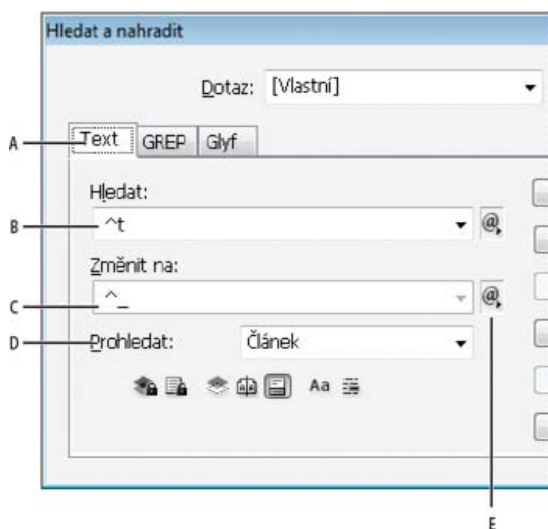 Hledat a nahradit
Dotaz: [Vlastní]
A Text GREP Glyf
Hledat:
B ^t @
Změnit na:
C ^_ @
D Prohledat: Článek
Aa
E